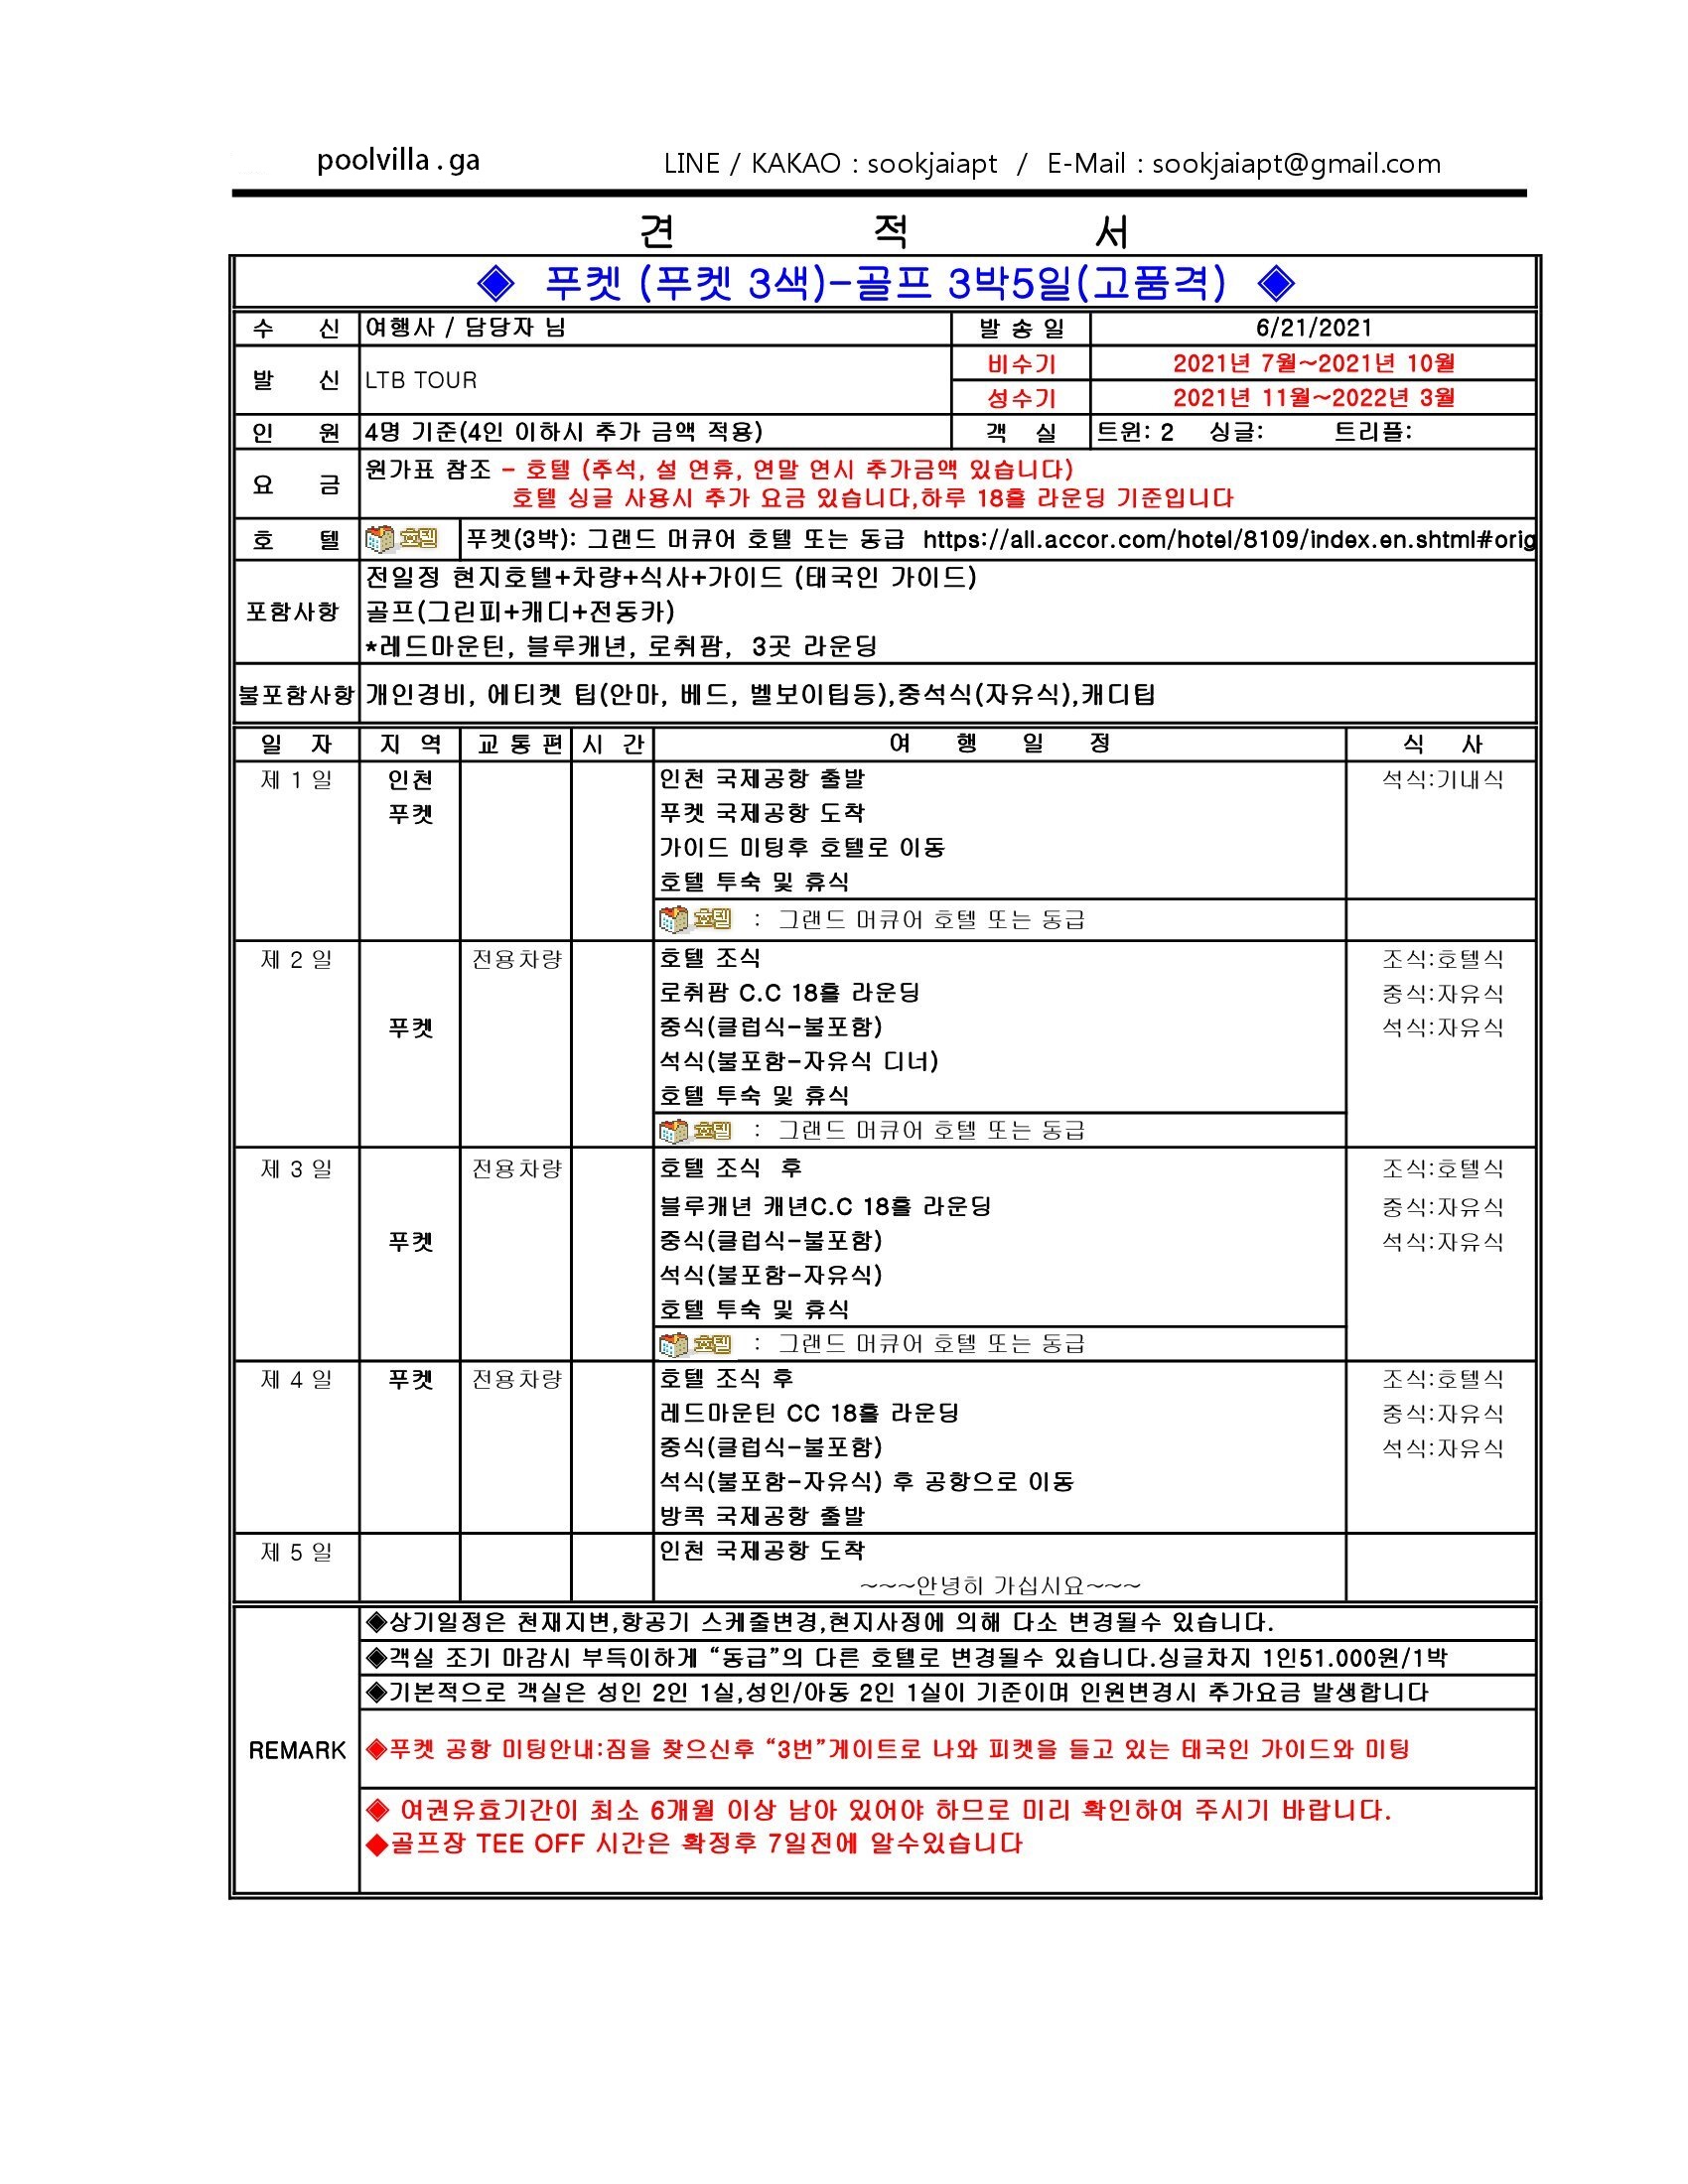 poolvilla.ga LINE / KAKAO : sookjaiapt / E-Mail : sookjaiapt@gmail.com
견 적 서
◈ 푸켓 (푸켓 3색)-골프 3박5일(고품격) ◈
수 신 여행사 / 담당자 님 발 송 일 6/21/2021
발 신 LTB TOUR 비수기 2021년 7월~2021년 10월
성수기 2021년 11월~2022년 3월
인 원 4명 기준(4인 이하시 추가 금액 적용) 객 실 트윈: 2 싱글: 트리플:
요 금 원가표 참조 - 호텔 (추석, 설 연휴, 연말 연시 추가금액 있습니다)
호텔 싱글 사용시 추가 요금 있습니다,하루 18홀 라운딩 기준입니다
호 텔 호텔 푸켓(3박): 그랜드 머큐어 호텔 또는 동급 https://all.accor.com/hotel/8109/index.en.shtml#orig
포함사항 전일정 현지호텔+차량+식사+가이드 (태국인 가이드)
골프(그린피+캐디+전동카)
*레드마운틴, 블루캐년, 로취팜, 3곳 라운딩
불포함사항 개인경비, 에티켓 팁(안마, 베드, 벨보이팁등),중석식(자유식),캐디팁
일 자 지 역 교 통 편 시 간 여 행 일 정 식 사
제 1 일 인천 인천 국제공항 출발 석식:기내식
푸켓 푸켓 국제공항 도착
가이드 미팅후 호텔로 이동
호텔 투숙 및 휴식
호텔 : 그랜드 머큐어 호텔 또는 동급
제 2 일 전용차량 호텔 조식 조식:호텔식
로취팜 C.C 18홀 라운딩 중식:자유식
푸켓 중식(클럽식-불포함) 석식:자유식
석식(불포함-자유식 디너)
호텔 투숙 및 휴식
호텔 : 그랜드 머큐어 호텔 또는 동급
제 3 일 전용차량 호텔 조식 후 조식:호텔식
블루캐년 캐년C.C 18홀 라운딩 중식:자유식
푸켓 중식(클럽식-불포함) 석식:자유식
석식(불포함-자유식)
호텔 투숙 및 휴식
호텔 : 그랜드 머큐어 호텔 또는 동급
제 4 일 푸켓 전용차량 호텔 조식 후 조식:호텔식
레드마운틴 CC 18홀 라운딩 중식:자유식
중식(클럽식-불포함) 석식:자유식
석식(불포함-자유식) 후 공항으로 이동
방콕 국제공항 출발
제 5 일 인천 국제공항 도착
~~~안녕히 가십시요~~~
◈상기일정은 천재지변,항공기 스케줄변경,현지사정에 의해 다소 변경될수 있습니다.
◈객실 조기 마감시 부득이하게 “동급”의 다른 호텔로 변경될수 있습니다.싱글차지 1인51.000원/1박
◈기본적으로 객실은 성인 2인 1실,성인/아동 2인 1실이 기준이며 인원변경시 추가요금 발생합니다
REMARK ◈푸켓 공항 미팅안내:짐을 찾으신후 “3번”게이트로 나와 피켓을 들고 있는 태국인 가이드와 미팅
◈ 여권유효기간이 최소 6개월 이상 남아 있어야 하므로 미리 확인하여 주시기 바랍니다.
◆골프장 TEE OFF 시간은 확정후 7일전에 알수있습니다